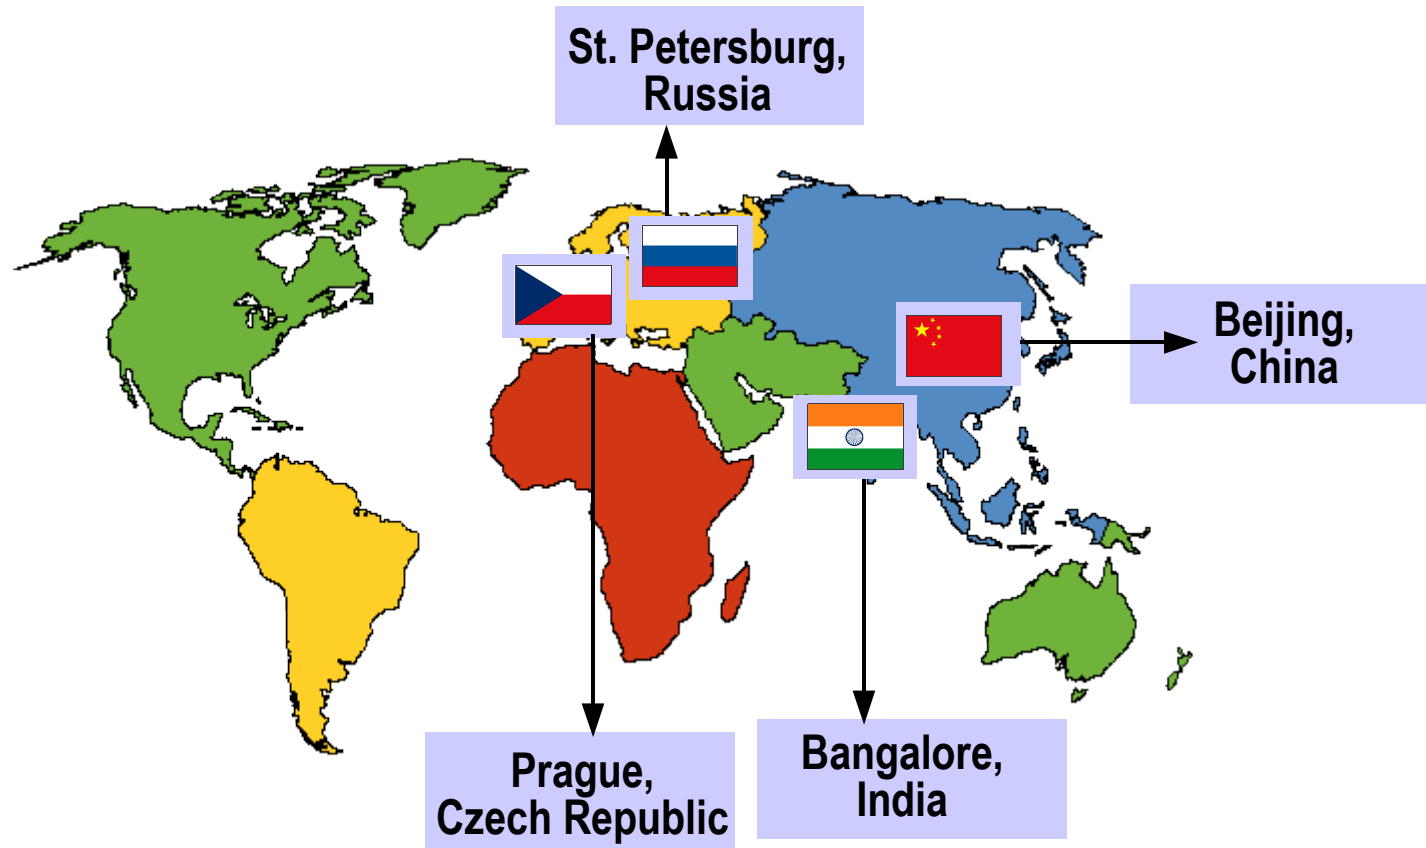 St. Petersburg,
Russia
Beijing,
China
Bangalore,
India
Prague,
Czech Republic